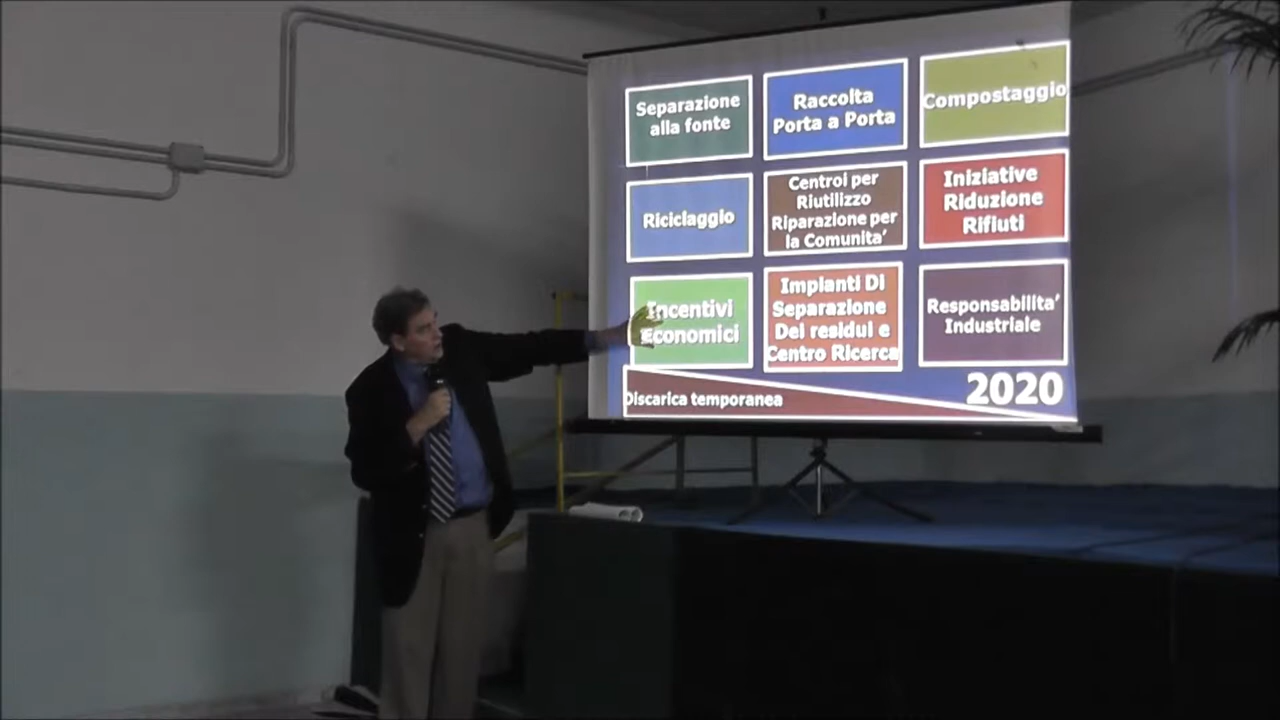 Separazione
alla fonte
Raccolta
Porta a Porta
Compostaggio
Riciclaggio
Centroi per
Riutilizzo
Riparazione per
la Comunita'
Iniziative
Riduzione
Rifiuti
Incentivi
Economici
Impianti Di
Separazione
Dei residui e
Centro Ricerca
Responsabilita'
Industriale
Discarica temporanea
2020